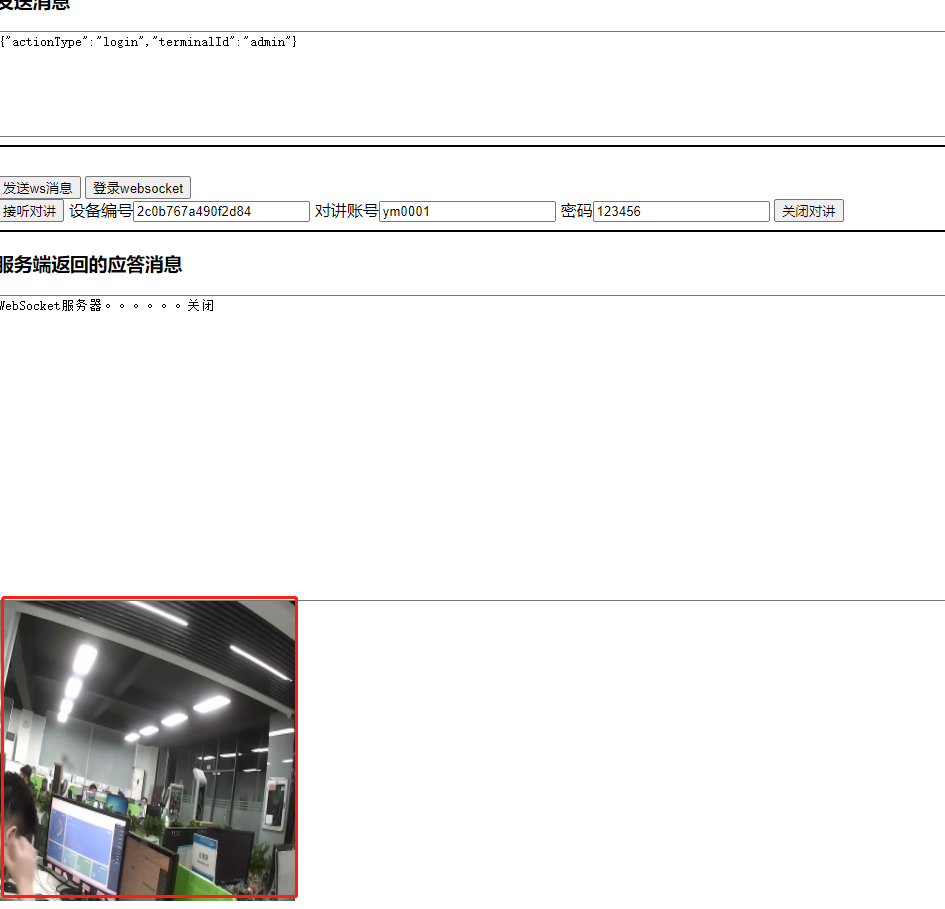 发送消息
{"actionType":"login","terminalId":"admin"}
发送ws消息 登录websocket
接听对讲 设备编号 2c0b767a490f2d84 对讲账号 ym0001 密码 123456 关闭对讲
服务端返回的应答消息
WebSocket服务器。。。。。。关闭